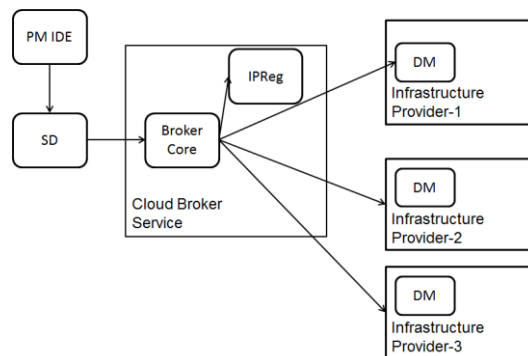 PM IDE
SD
IPReg
Broker
Core
Cloud Broker
Service
DM
Infrastructure
Provider-1
DM
Infrastructure
Provider-2
DM
Infrastructure
Provider-3